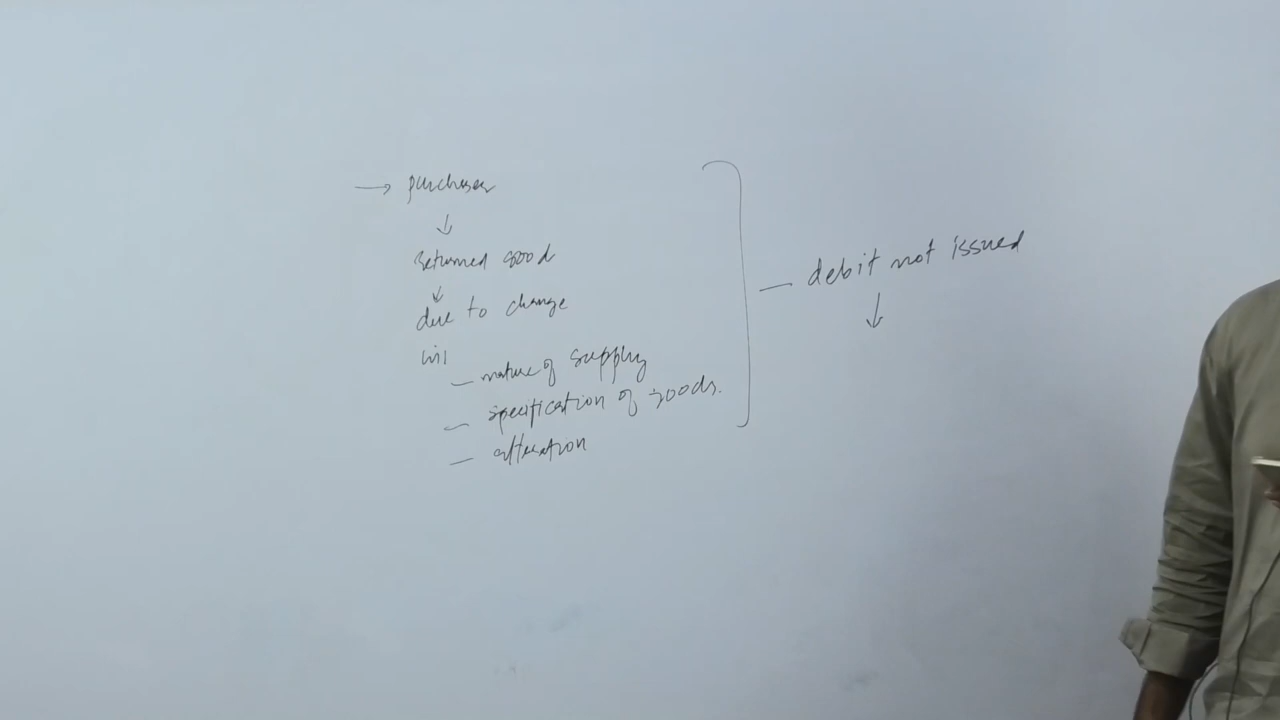 → purchaser
↓
returned good
↓
due to change
in
— nature of supply
— specification of goods.
— alteration
— debit not issued
↓